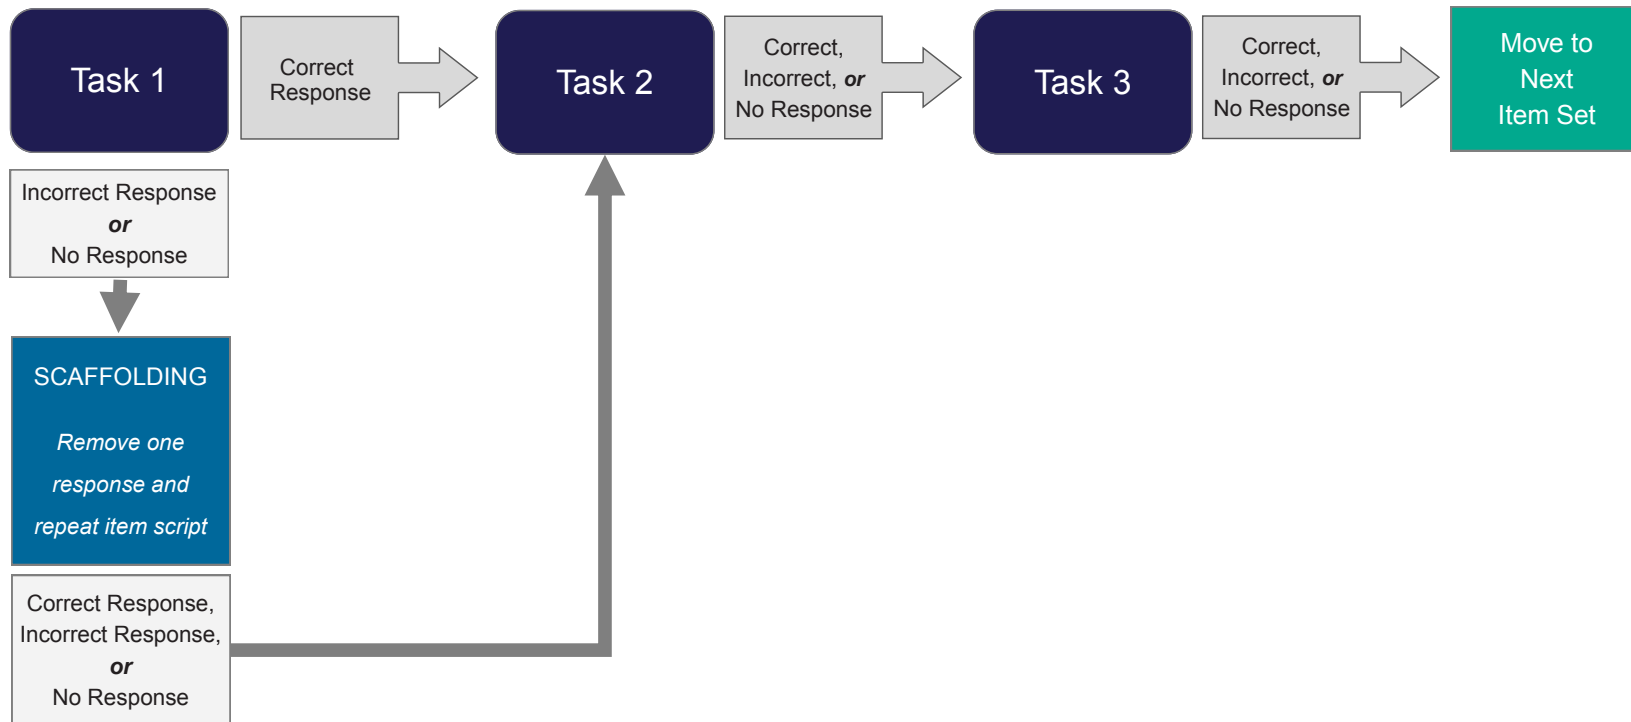 Task 1
Correct
Response
Task 2
Correct,
Incorrect, or
No Response
Task 3
Correct,
Incorrect, or
No Response
Move to
Next
Item Set
Incorrect Response
or
No Response
SCAFFOLDING
Remove one
response and
repeat item script
Correct Response,
Incorrect Response,
or
No Response